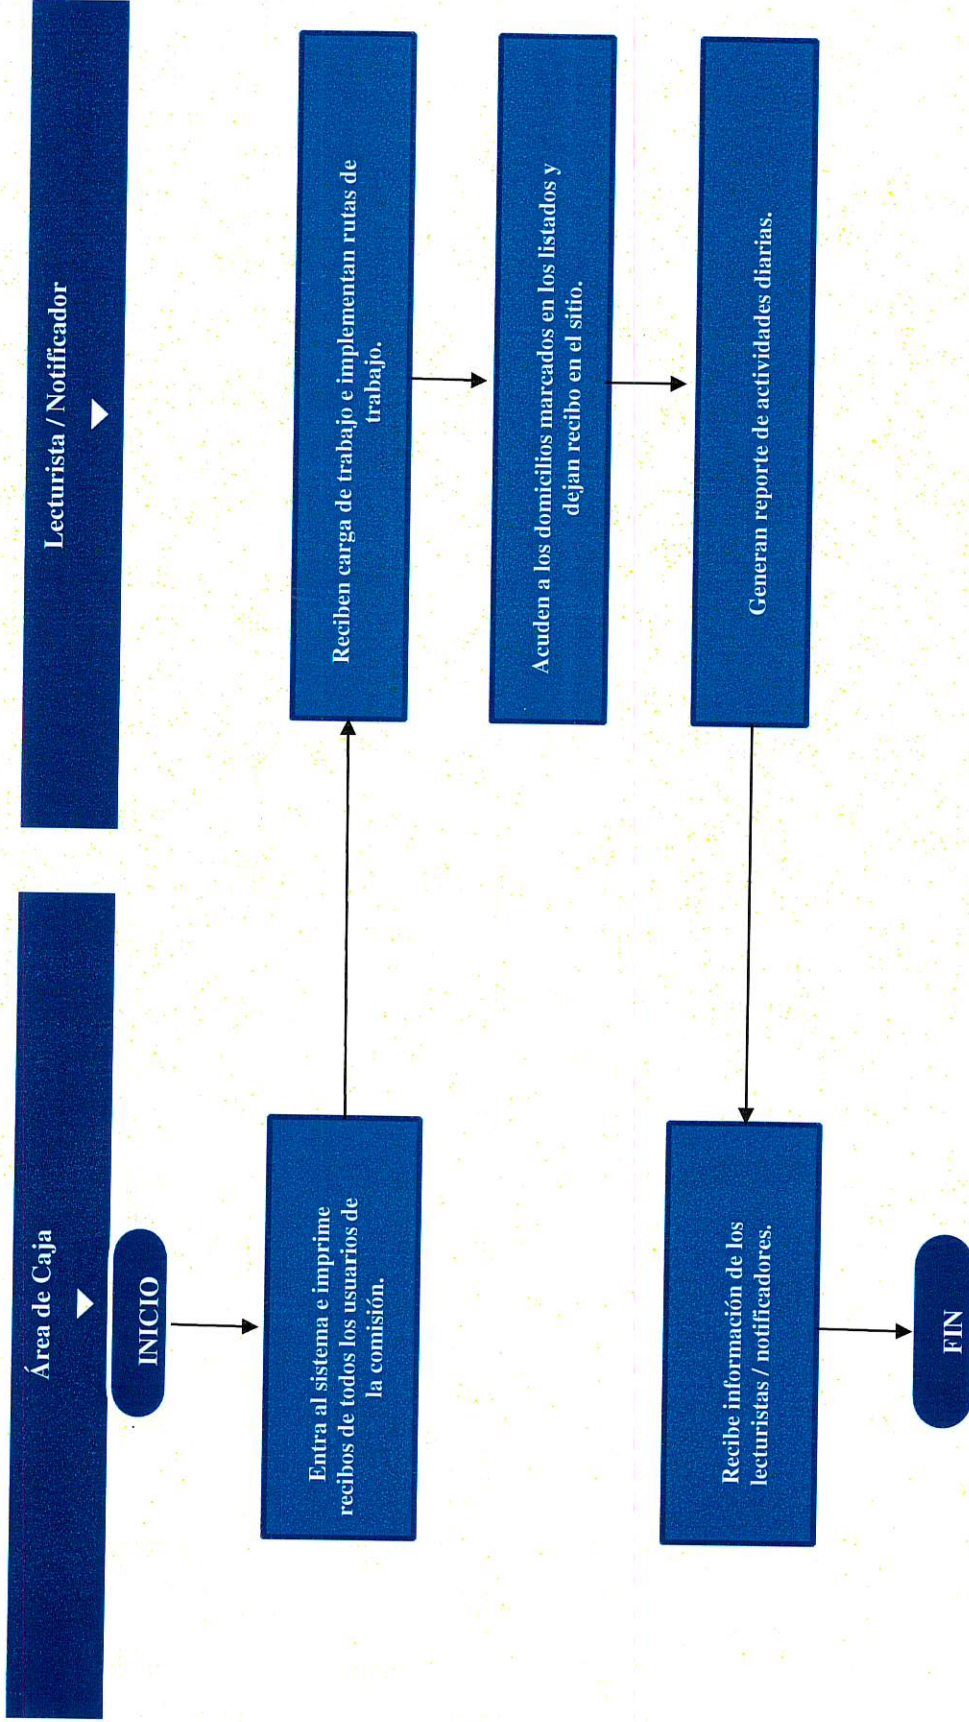 Área de Caja
Lecturista / Notificador
INICIO
Entra al sistema e imprime
recibos de todos los usuarios de
la comisión.
Reciben carga de trabajo e implementan rutas de
trabajo.
Acuden a los domicilios marcados en los listados y
dejan recibo en el sitio.
Generan reporte de actividades diarias.
Recibe información de los
lecturistas / notificadores.
FIN